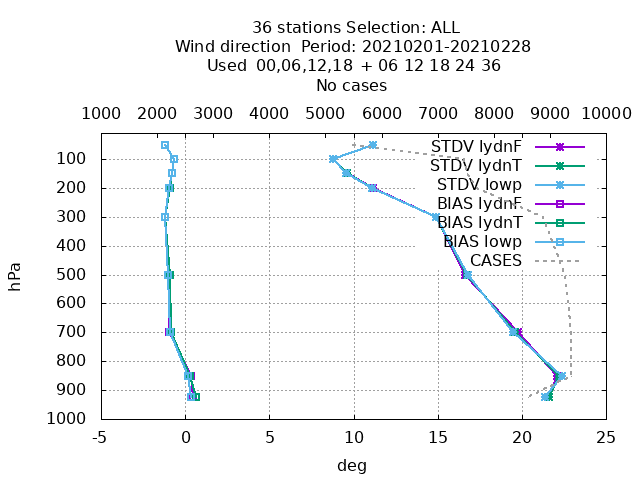 36 stations Selection: ALL
Wind direction  Period: 20210201-20210228
Used  00,06,12,18  + 06 12 18 24 36
No cases
1000 2000 3000 4000 5000 6000 7000 8000 9000 10000
STDV lydnF
STDV lydnT
STDV lowp
BIAS lydnF
BIAS lydnT
BIAS lowp
CASES
100
200
300
400
500
600
700
800
900
1000
hPa
-5 0 5 10 15 20 25
deg